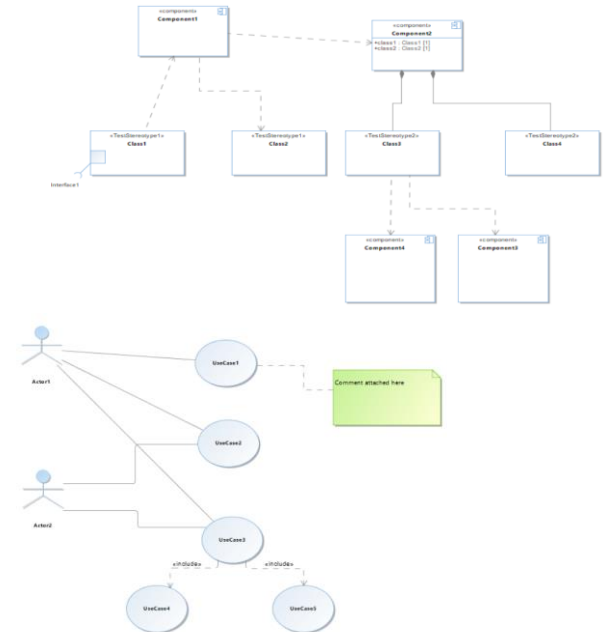 «component»
Component1
«component»
Component2
+class1 : Class1 [1]
+class2 : Class2 [1]
«TestStereotype1»
Class1
«TestStereotype1»
Class2
«TestStereotype2»
Class3
«TestStereotype2»
Class4
Interface1
«component»
Component4
«component»
Component3
Actor1
UseCase1
Comment attached here
UseCase2
Actor2
UseCase3
«include»
«include»
UseCase4
UseCase5